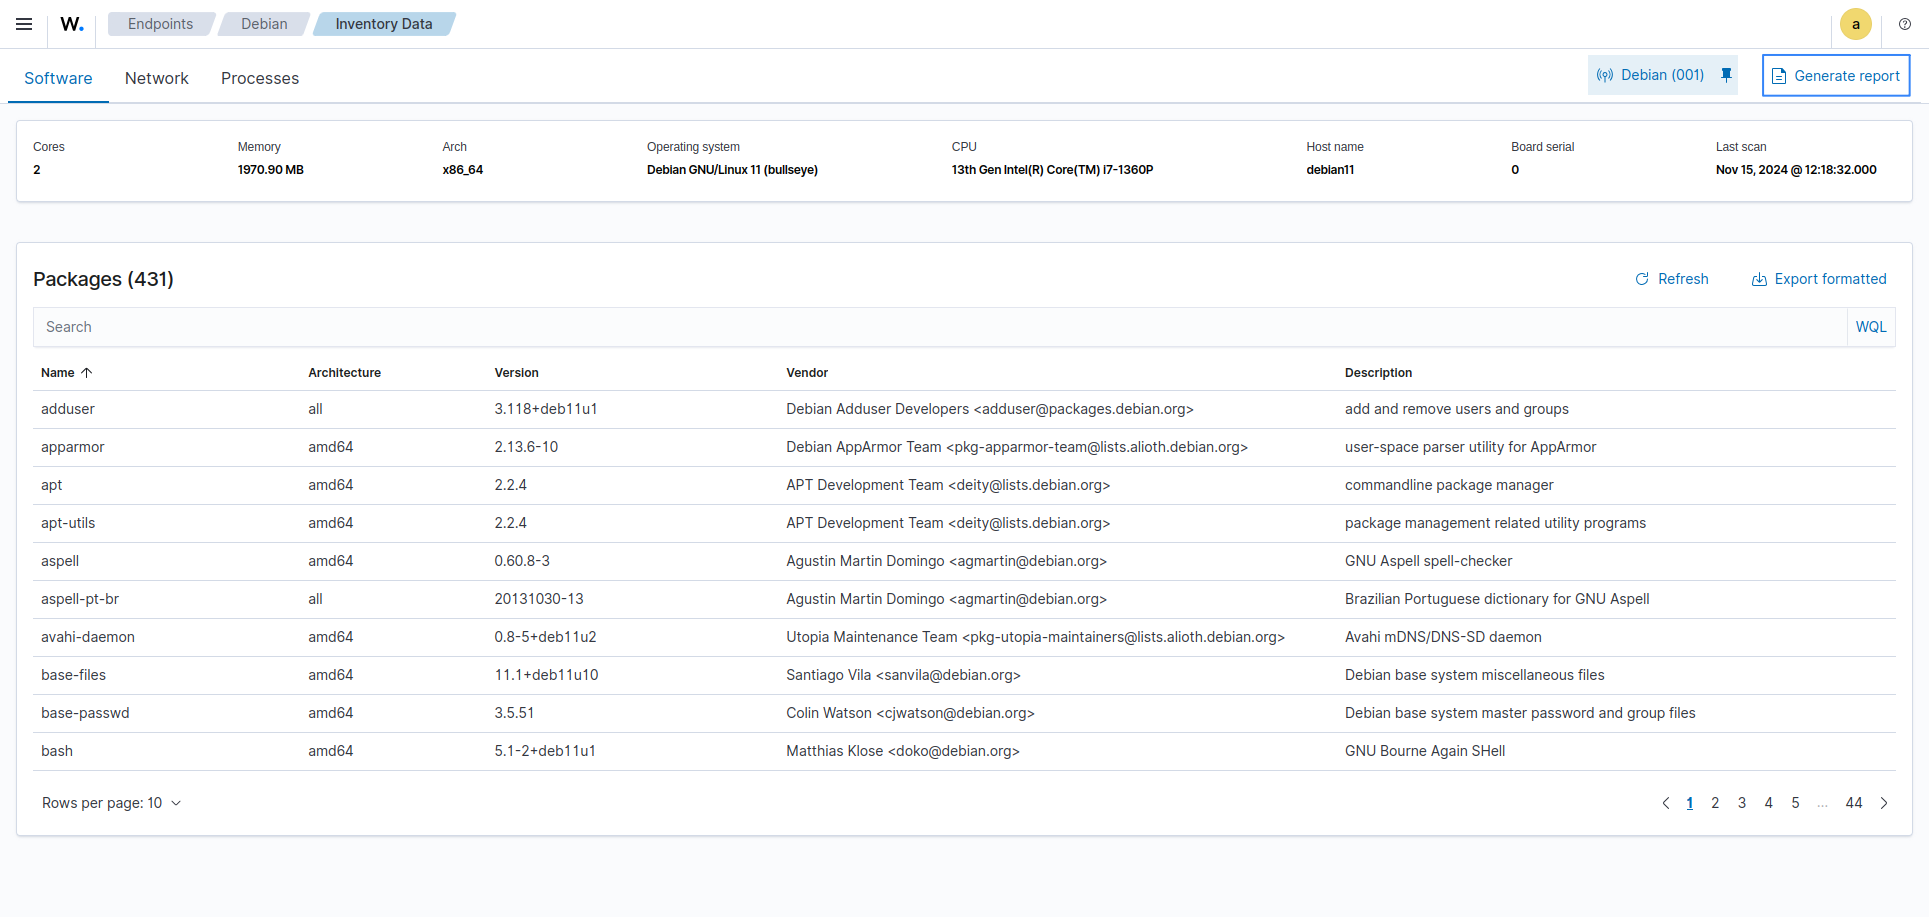 W. Endpoints Debian Inventory Data a
Software Network Processes Debian (001) Generate report
Cores Memory Arch Operating system CPU Host name Board serial Last scan
2 1970.90 MB x86_64 Debian GNU/Linux 11 (bullseye) 13th Gen Intel(R) Core(TM) i7-1360P debian11 0 Nov 15, 2024 @ 12:18:32.000
Packages (431) Refresh Export formatted
Search WQL
Name Architecture Version Vendor Description
adduser all 3.118+deb11u1 Debian Adduser Developers <adduser@packages.debian.org> add and remove users and groups
apparmor amd64 2.13.6-10 Debian AppArmor Team <pkg-apparmor-team@lists.alioth.debian.org> user-space parser utility for AppArmor
apt amd64 2.2.4 APT Development Team <deity@lists.debian.org> commandline package manager
apt-utils amd64 2.2.4 APT Development Team <deity@lists.debian.org> package management related utility programs
aspell amd64 0.60.8-3 Agustin Martin Domingo <agmartin@debian.org> GNU Aspell spell-checker
aspell-pt-br all 20131030-13 Agustin Martin Domingo <agmartin@debian.org> Brazilian Portuguese dictionary for GNU Aspell
avahi-daemon amd64 0.8-5+deb11u2 Utopia Maintenance Team <pkg-utopia-maintainers@lists.alioth.debian.org> Avahi mDNS/DNS-SD daemon
base-files amd64 11.1+deb11u10 Santiago Vila <sanvila@debian.org> Debian base system miscellaneous files
base-passwd amd64 3.5.51 Colin Watson <cjwatson@debian.org> Debian base system master password and group files
bash amd64 5.1-2+deb11u1 Matthias Klose <doko@debian.org> GNU Bourne Again SHell
Rows per page: 10 1 2 3 4 5 ... 44